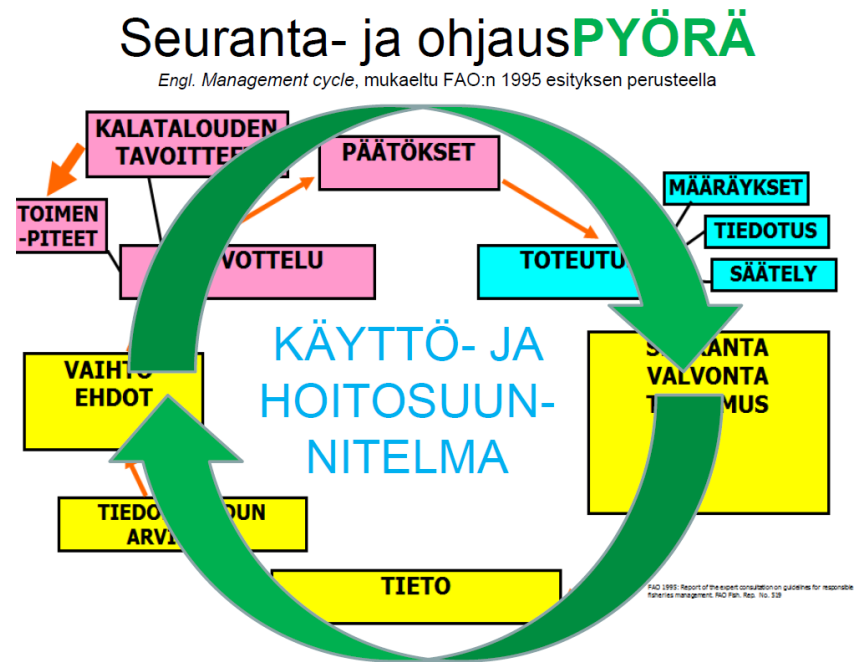 Seuranta- ja ohjausPYÖRÄ
Engl. Management cycle, mukaeltu FAO:n 1995 esityksen perusteella
KALATALOUDEN
TAVOITTEE
PÄÄTÖKSET
MÄÄRÄYKSET
TOIMEN
-PITEET
TIEDOTUS
VOTTELU
TOTEUTU
SÄÄTELY
KÄYTTÖ- JA
HOITOSUUN-
NITELMA
VAIHTO
EHDOT
VALVONTA
TIEDO
ARVI
TIETO
FAO 1995: Report of the expert consultation on guidelines for responsible
fisheries management. FAO Fish. Rep. No. 519